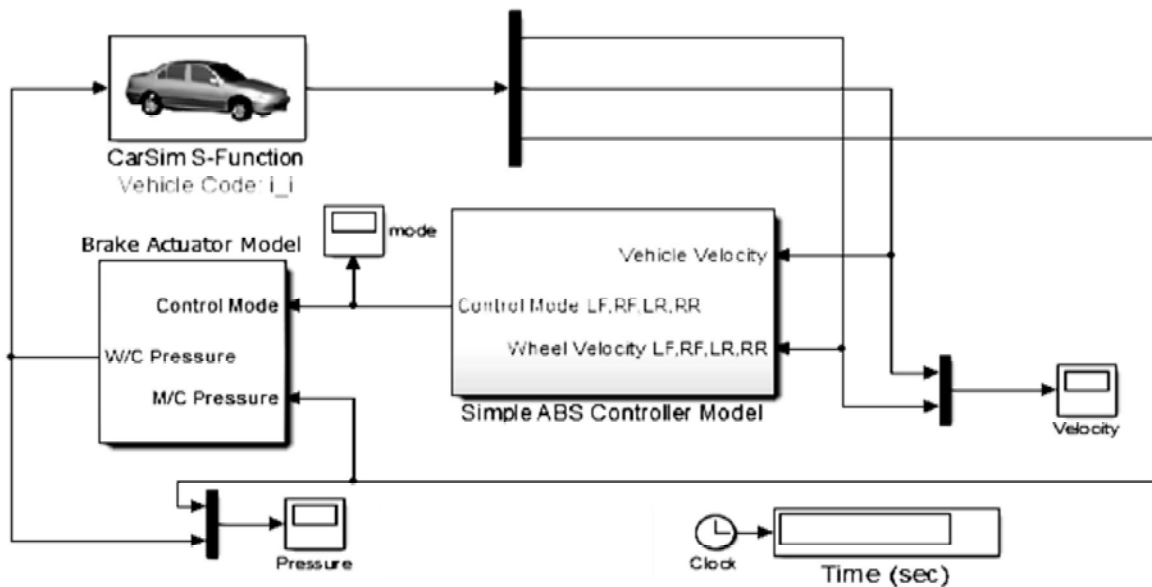 CarSim S-Function
Vehicle Code: i_i
Brake Actuator Model
mode
Control Mode
W/C Pressure
M/C Pressure
Vehicle Velocity
Control Mode LF,RF,LR,RR
Wheel Velocity LF,RF,LR,RR
Simple ABS Controller Model
Velocity
Pressure
Clock
Time (sec)